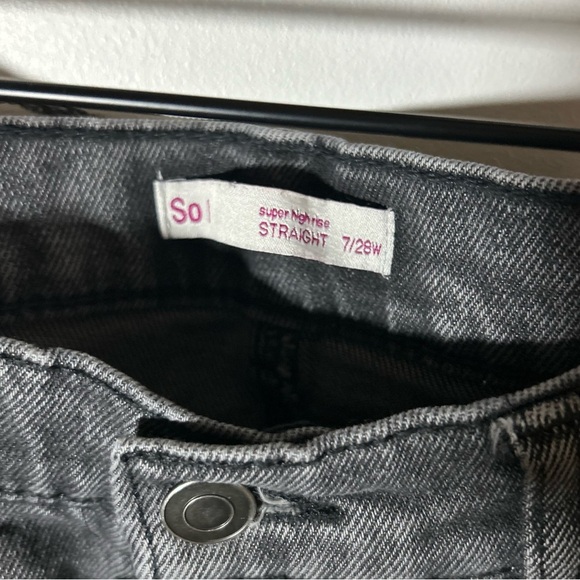 So|
super high rise
STRAIGHT 7/28W